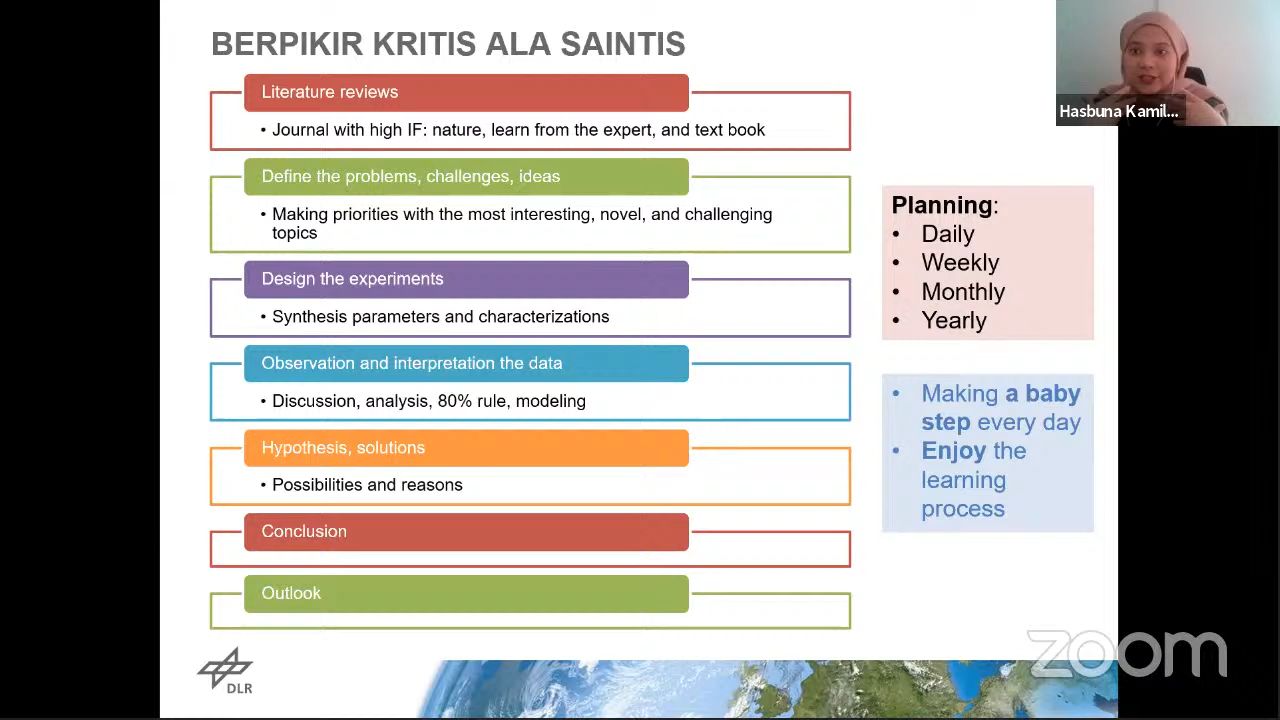 BERPIKIR KRITIS ALA SAINTIS
Literature reviews
• Journal with high IF: nature, learn from the expert, and text book
Define the problems, challenges, ideas
• Making priorities with the most interesting, novel, and challenging
topics
Design the experiments
• Synthesis parameters and characterizations
Observation and interpretation the data
• Discussion, analysis, 80% rule, modeling
Hypothesis, solutions
• Possibilities and reasons
Conclusion
Outlook
Planning:
• Daily
• Weekly
• Monthly
• Yearly
• Making a baby
step every day
• Enjoy the
learning
process
Hasbuna Kamil...
DLR
zoom